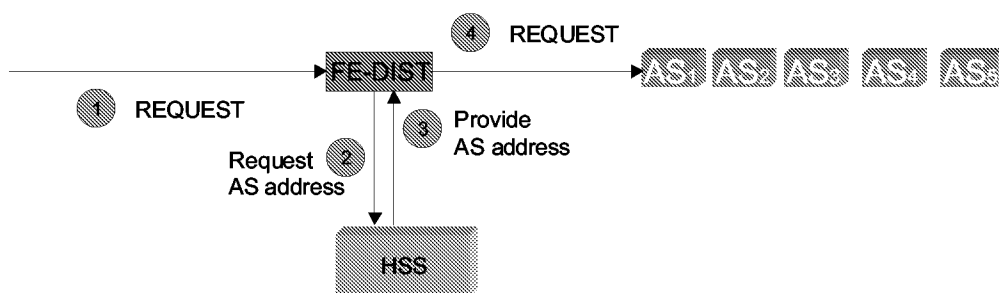 4 REQUEST
FE-DIST
AS1 AS2 AS3 AS4 AS5
1 REQUEST
3 Provide
AS address
2
Request
AS address
HSS